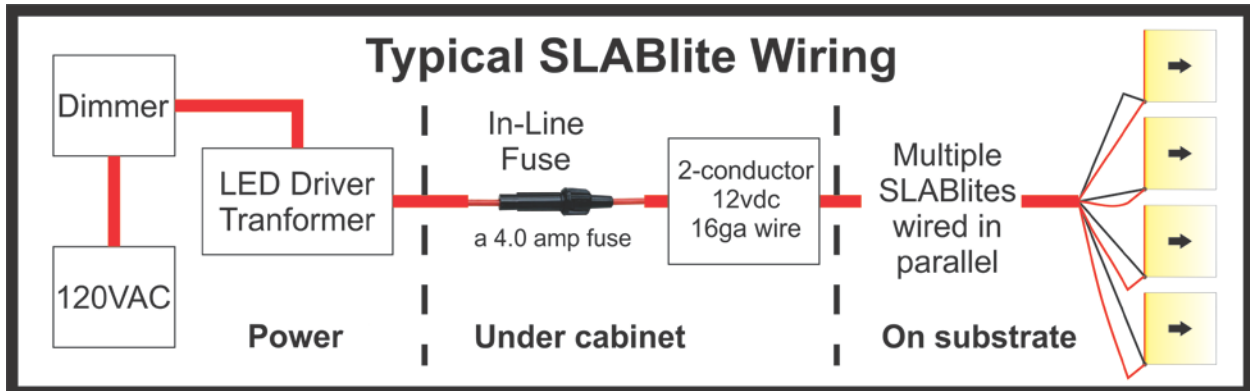 Typical SLABlite Wiring
Dimmer
120VAC
LED Driver
Tranformer
Power
In-Line
Fuse
a 4.0 amp fuse
2-conductor
12vdc
16ga wire
Under cabinet
Multiple
SLABlites
wired in
parallel
On substrate